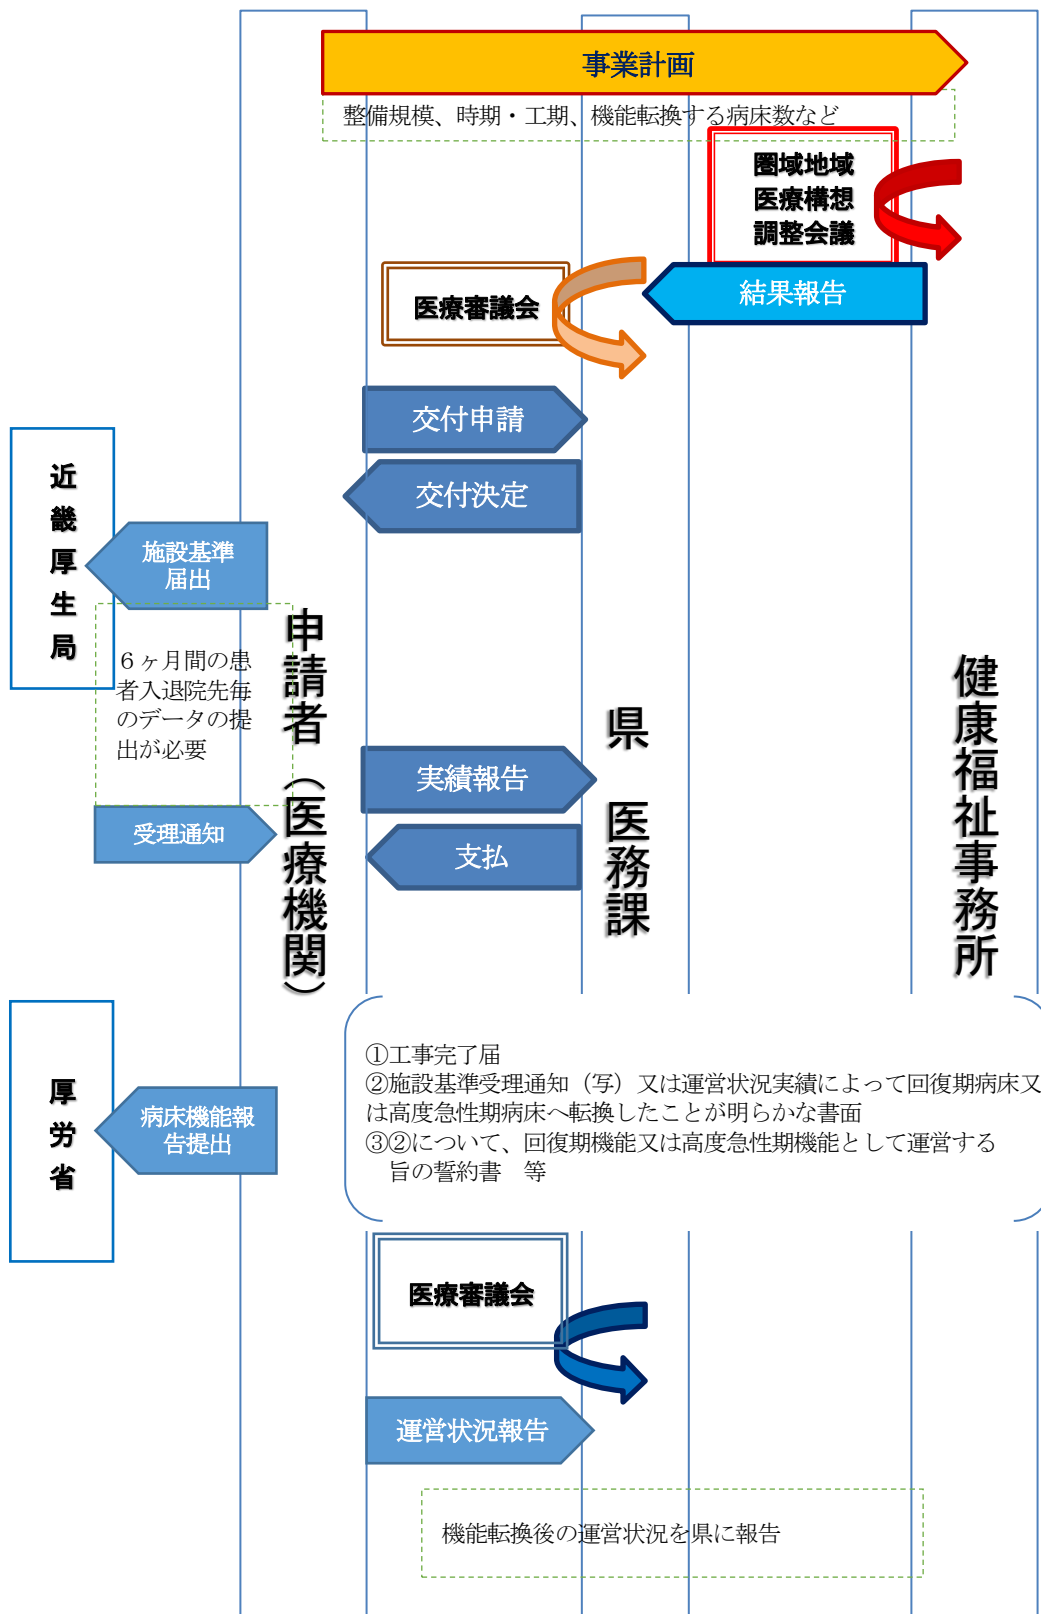 事業計画
整備規模、時期・工期、機能転換する病床数など
圏域地域
医療構想
調整会議
結果報告
医療審議会
交付申請
交付決定
近畿厚生局
施設基準
届出
６ヶ月間の患
者入退院先毎
のデータの提
出が必要
受理通知
申請者（医療機関）
県　医務課
健康福祉事務所
実績報告
支払
厚労省
病床機能報
告提出
①工事完了届
②施設基準受理通知（写）又は運営状況実績によって回復期病床又
は高度急性期病床へ転換したことが明らかな書面
③②について、回復期機能又は高度急性期機能として運営する
旨の誓約書　等
医療審議会
運営状況報告
機能転換後の運営状況を県に報告